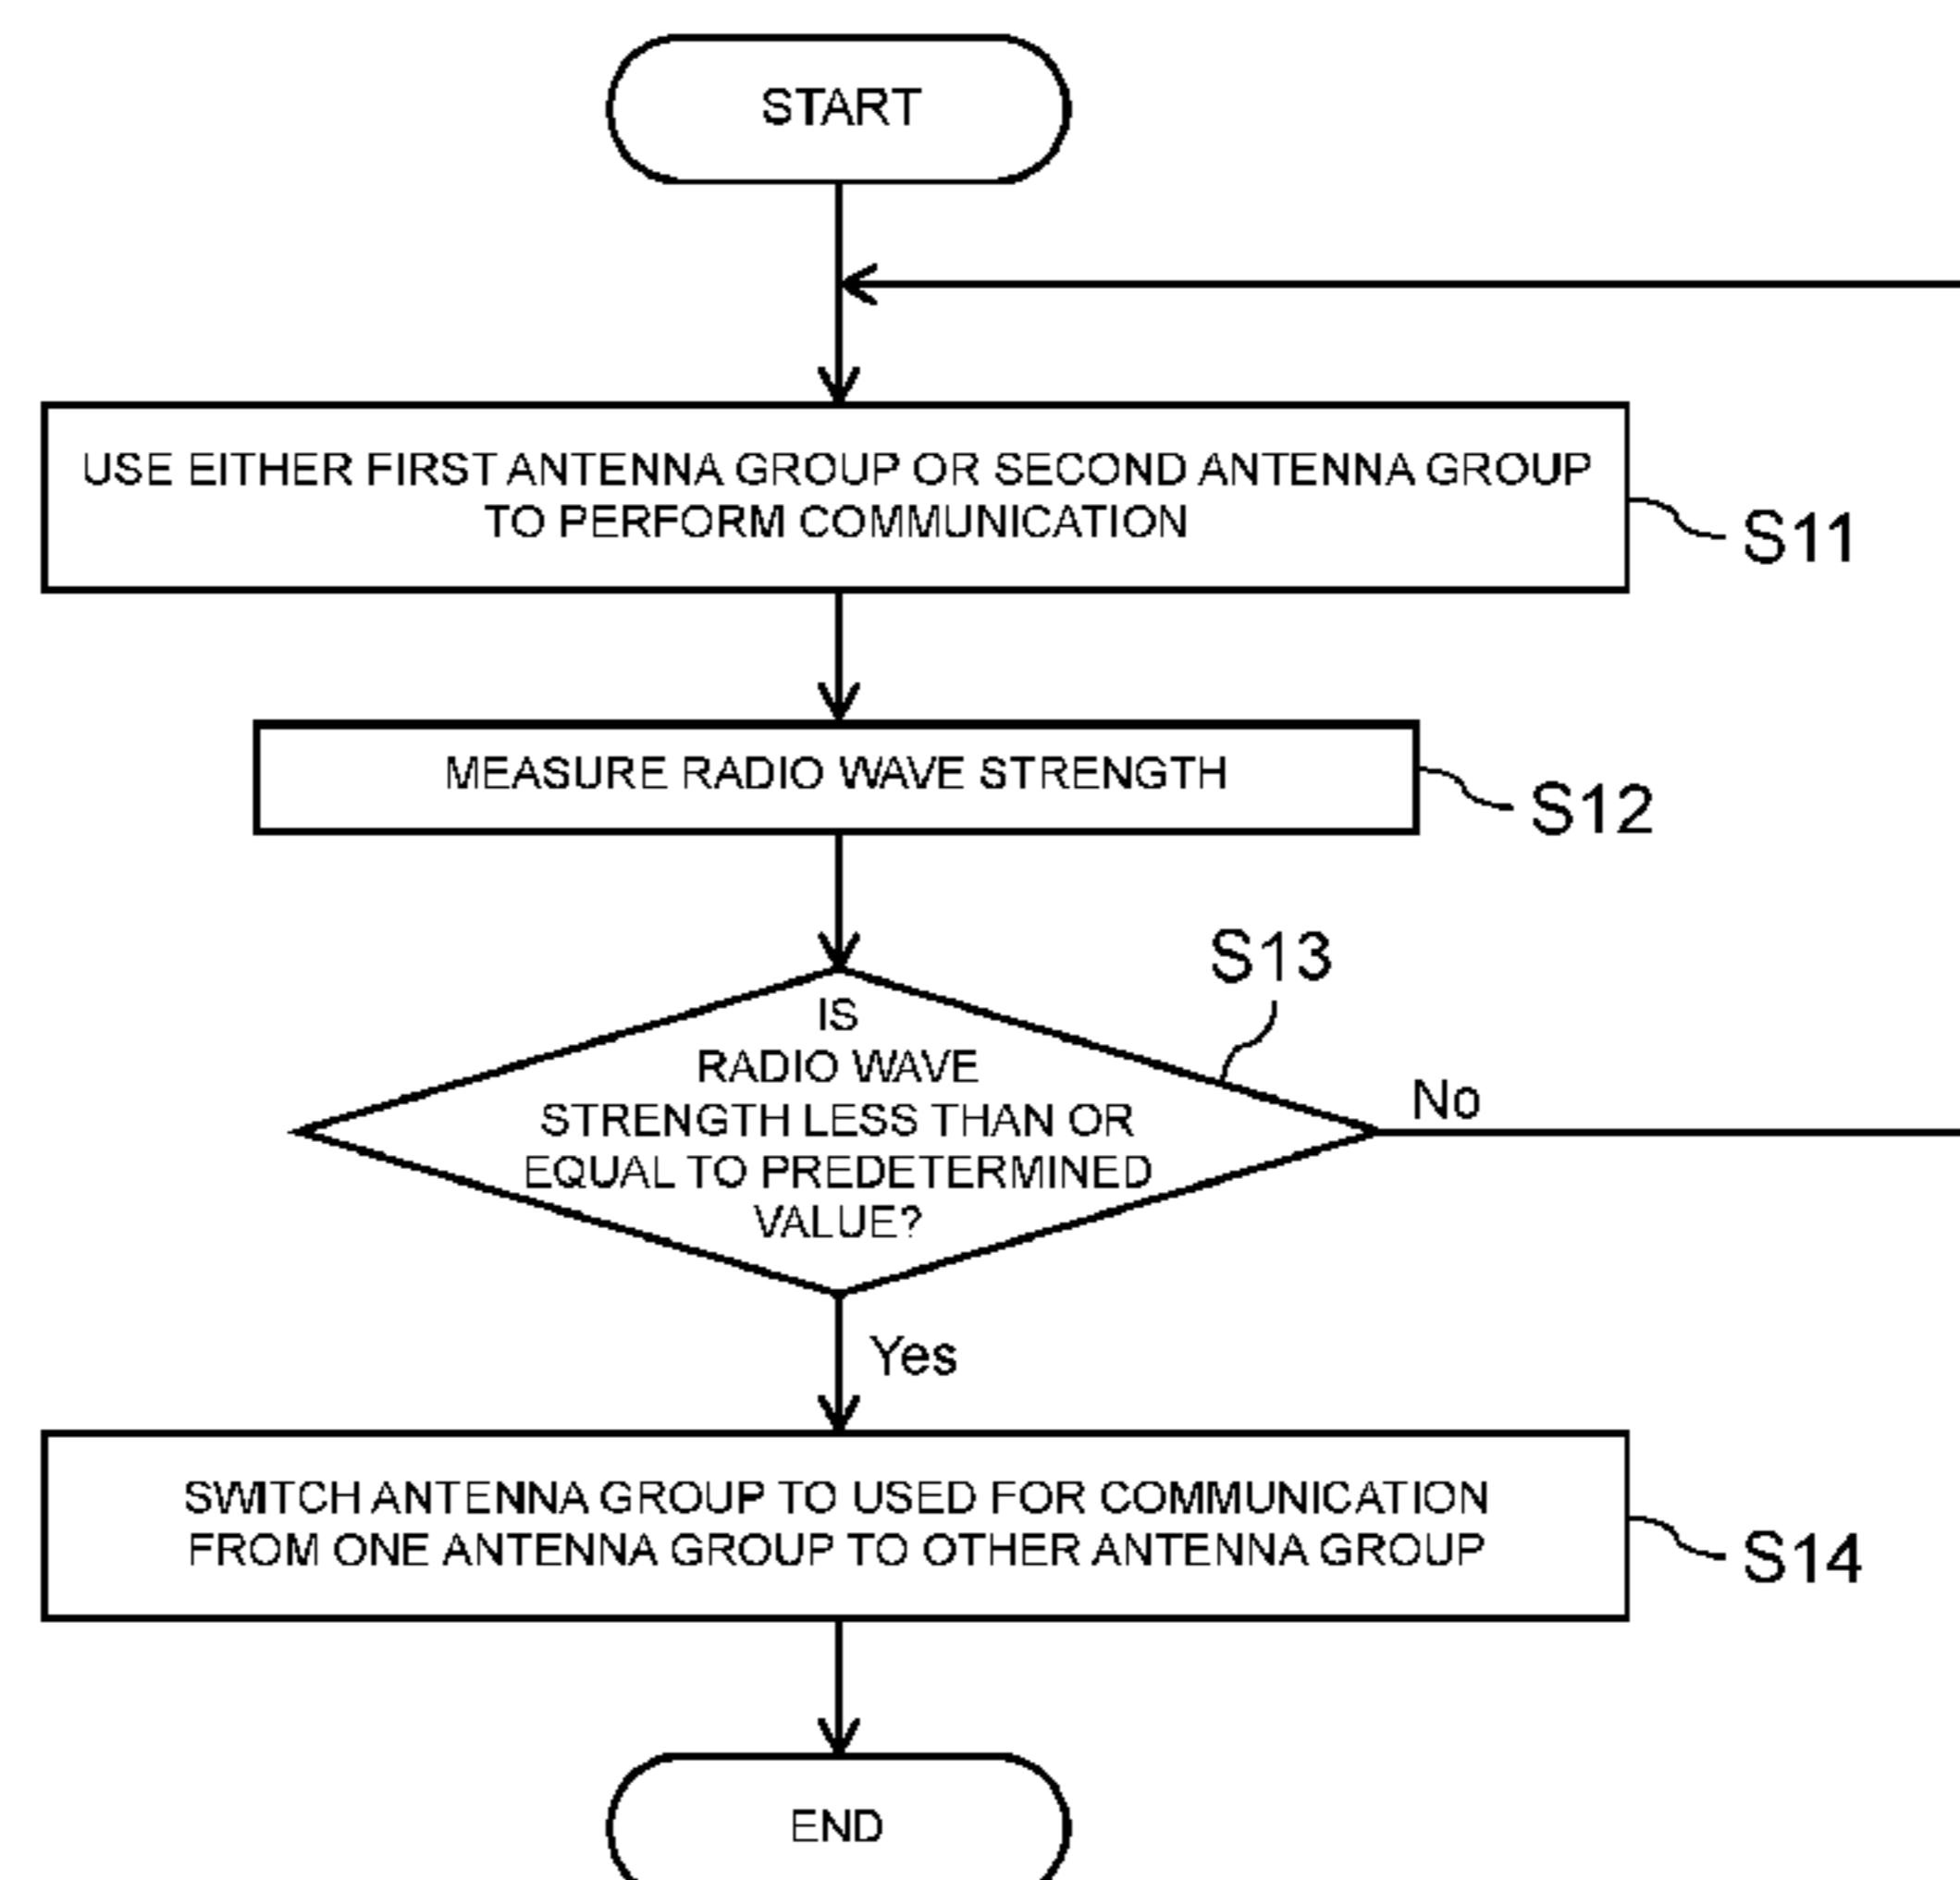 START
USE EITHER FIRST ANTENNA GROUP OR SECOND ANTENNA GROUP
TO PERFORM COMMUNICATION
S11
MEASURE RADIO WAVE STRENGTH
S12
S13
IS
RADIO WAVE
STRENGTH LESS THAN OR
EQUAL TO PREDETERMINED
VALUE?
No
Yes
SWITCH ANTENNA GROUP TO USED FOR COMMUNICATION
FROM ONE ANTENNA GROUP TO OTHER ANTENNA GROUP
S14
END